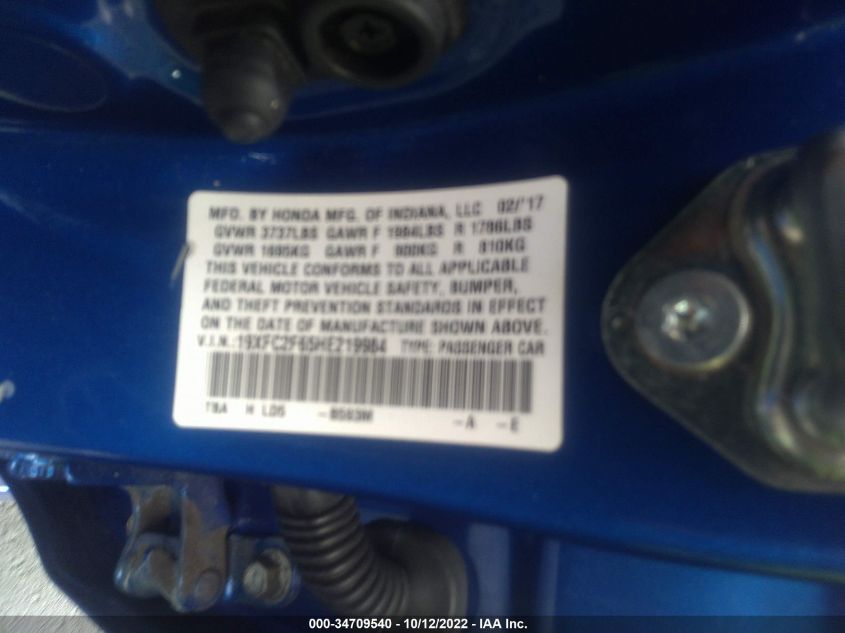 MFD. BY HONDA MFG. OF INDIANA, LLC 02/'17
GVWR 3737LBS GAWR F 1984LBS R 1786LBS
GVWR 1695KG GAWR F 900KG R 810KG
THIS VEHICLE CONFORMS TO ALL APPLICABLE
FEDERAL MOTOR VEHICLE SAFETY, BUMPER,
AND THEFT PREVENTION STANDARDS IN EFFECT
ON THE DATE OF MANUFACTURE SHOWN ABOVE.
V.I.N.: 19XFC2F65HE219984 TYPE: PASSENGER CAR
TBA H LDS -B583M
-A -E
000-34709540 - 10/12/2022 - IAA Inc.